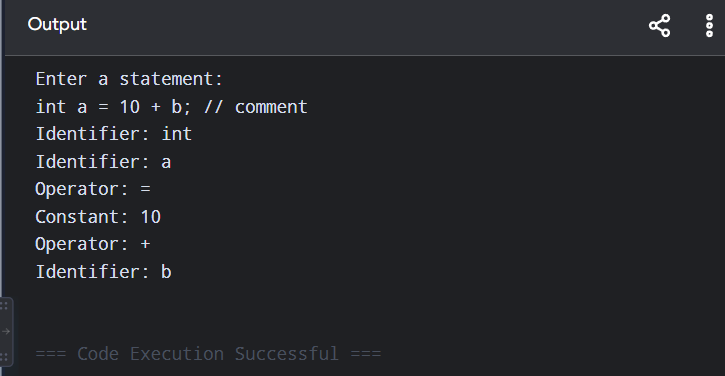 Output
Enter a statement:
int a = 10 + b; // comment
Identifier: int
Identifier: a
Operator: =
Constant: 10
Operator: +
Identifier: b
=== Code Execution Successful ===